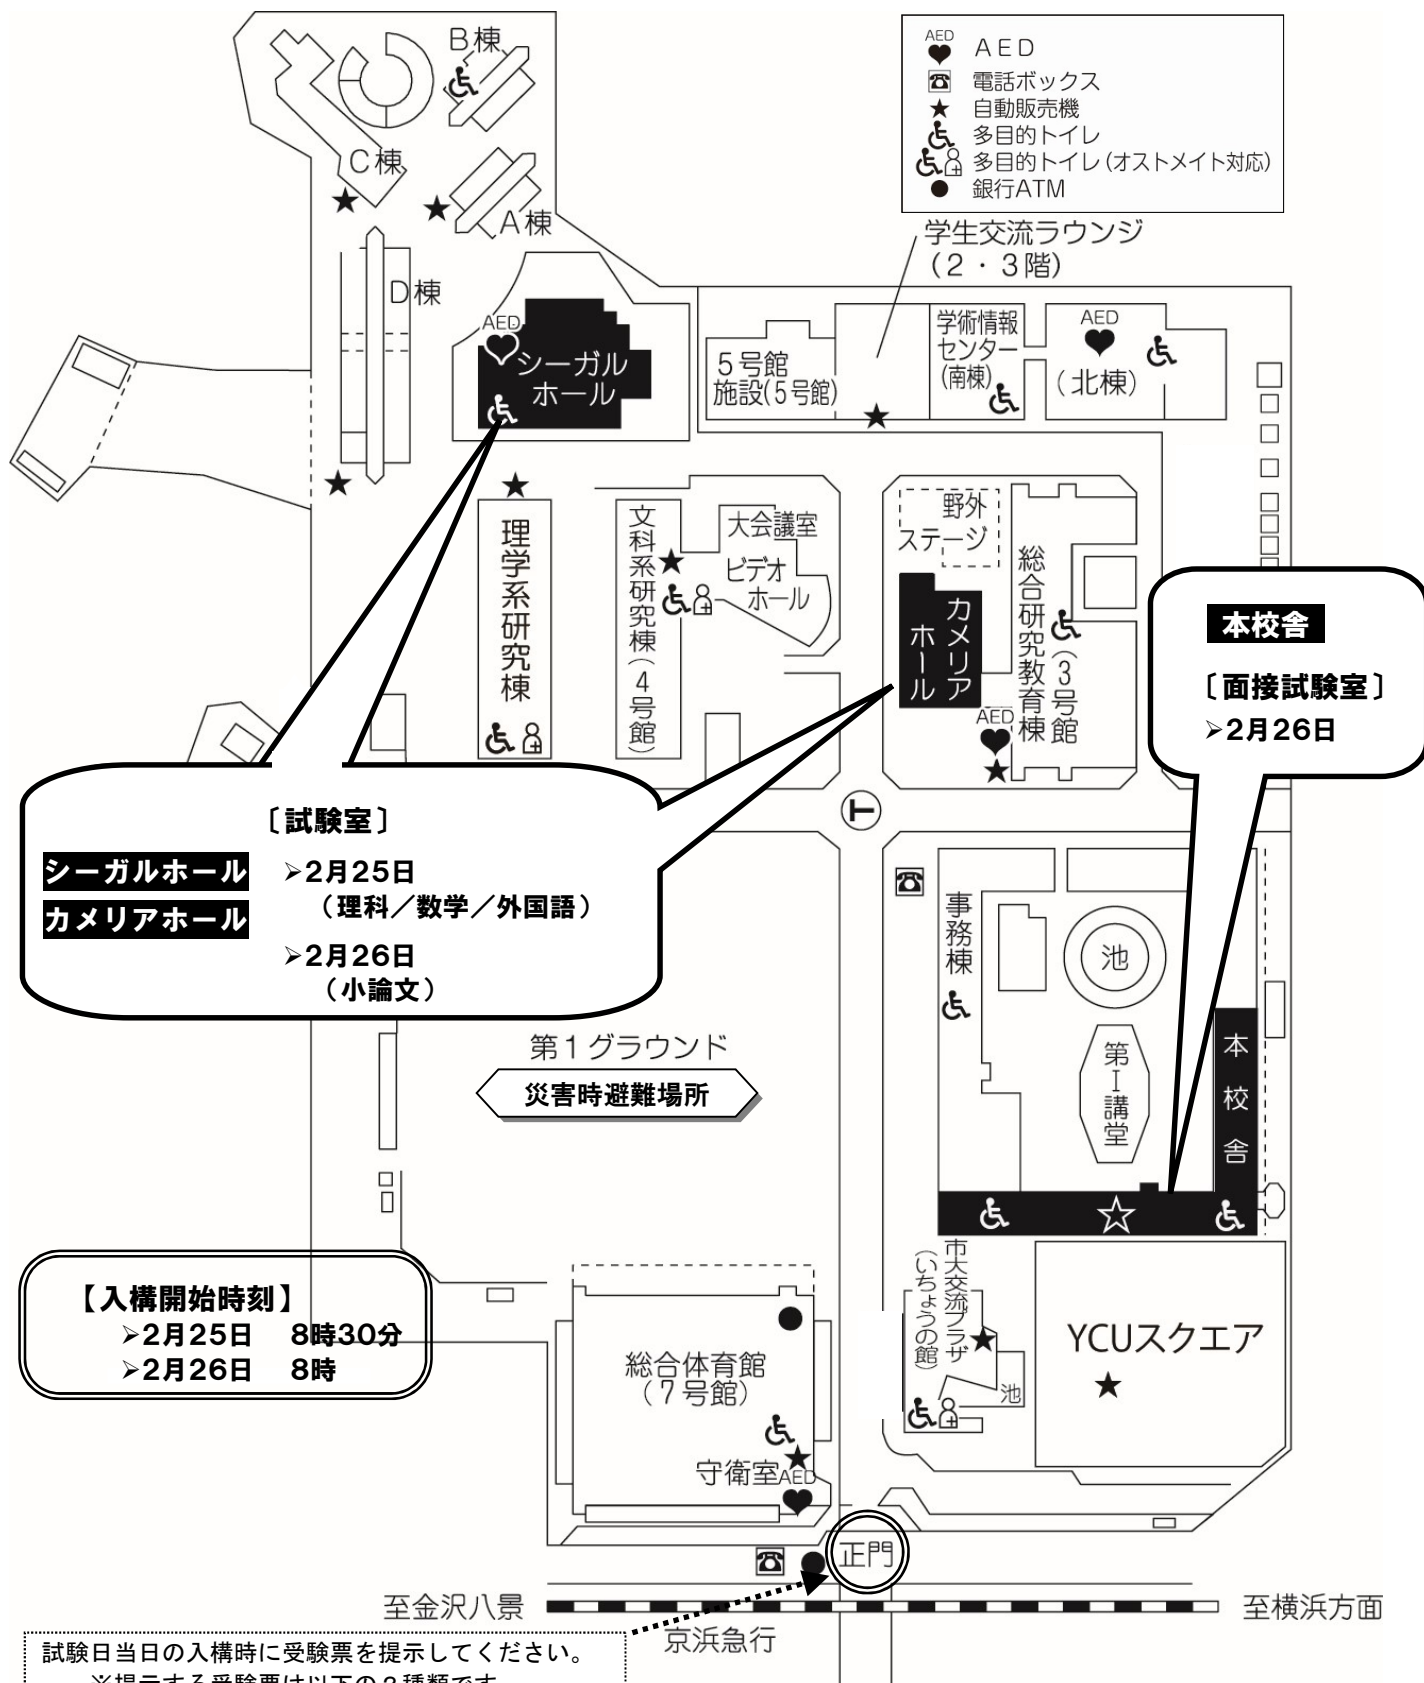 AED
AED
電話ボックス
自動販売機
多目的トイレ
多目的トイレ(オストメイト対応)
銀行ATM
B棟
C棟
A棟
D棟
学生交流ラウンジ
(2・3階)
AED
シーガル
ホール
5号館
施設(5号館)
学術情報
センター
(南棟)
AED
(北棟)
理学系研究棟
文科系研究棟(4号館)
大会議室
ビデオ
ホール
野外
ステージ
カメリア
ホール
総合研究教育棟
(3号館)
AED
本校舎
〔面接試験室〕
➢2月26日
〔試験室〕
シーガルホール
カメリアホール
➢2月25日
(理科/数学/外国語)
➢2月26日
(小論文)
事務棟
池
第I講堂
本校舎
第1グラウンド
災害時避難場所
【入構開始時刻】
➢2月25日 8時30分
➢2月26日 8時
総合体育館
(7号館)
守衛室
AED
市大交流プラザ
(いちょうの館)
池
YCUスクエア
正門
至金沢八景
京浜急行
至横浜方面
試験日当日の入構時に受験票を提示してください。